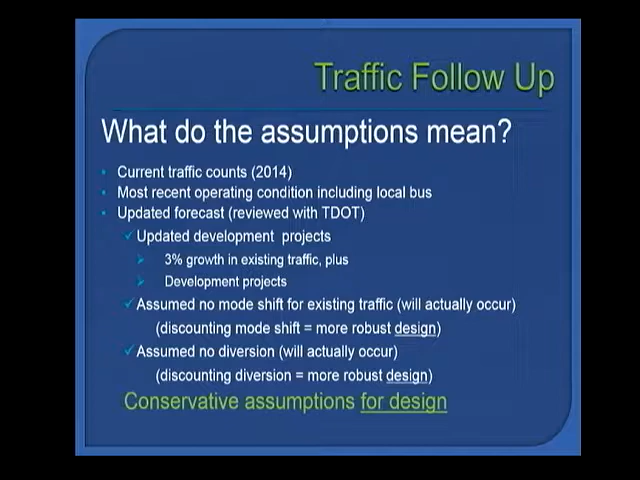 Traffic Follow Up
What do the assumptions mean?
Current traffic counts (2014)
Most recent operating condition including local bus
Updated forecast (reviewed with TDOT)
Updated development projects
3% growth in existing traffic, plus
Development projects
Assumed no mode shift for existing traffic (will actually occur)
(discounting mode shift = more robust design)
Assumed no diversion (will actually occur)
(discounting diversion = more robust design)
Conservative assumptions for design